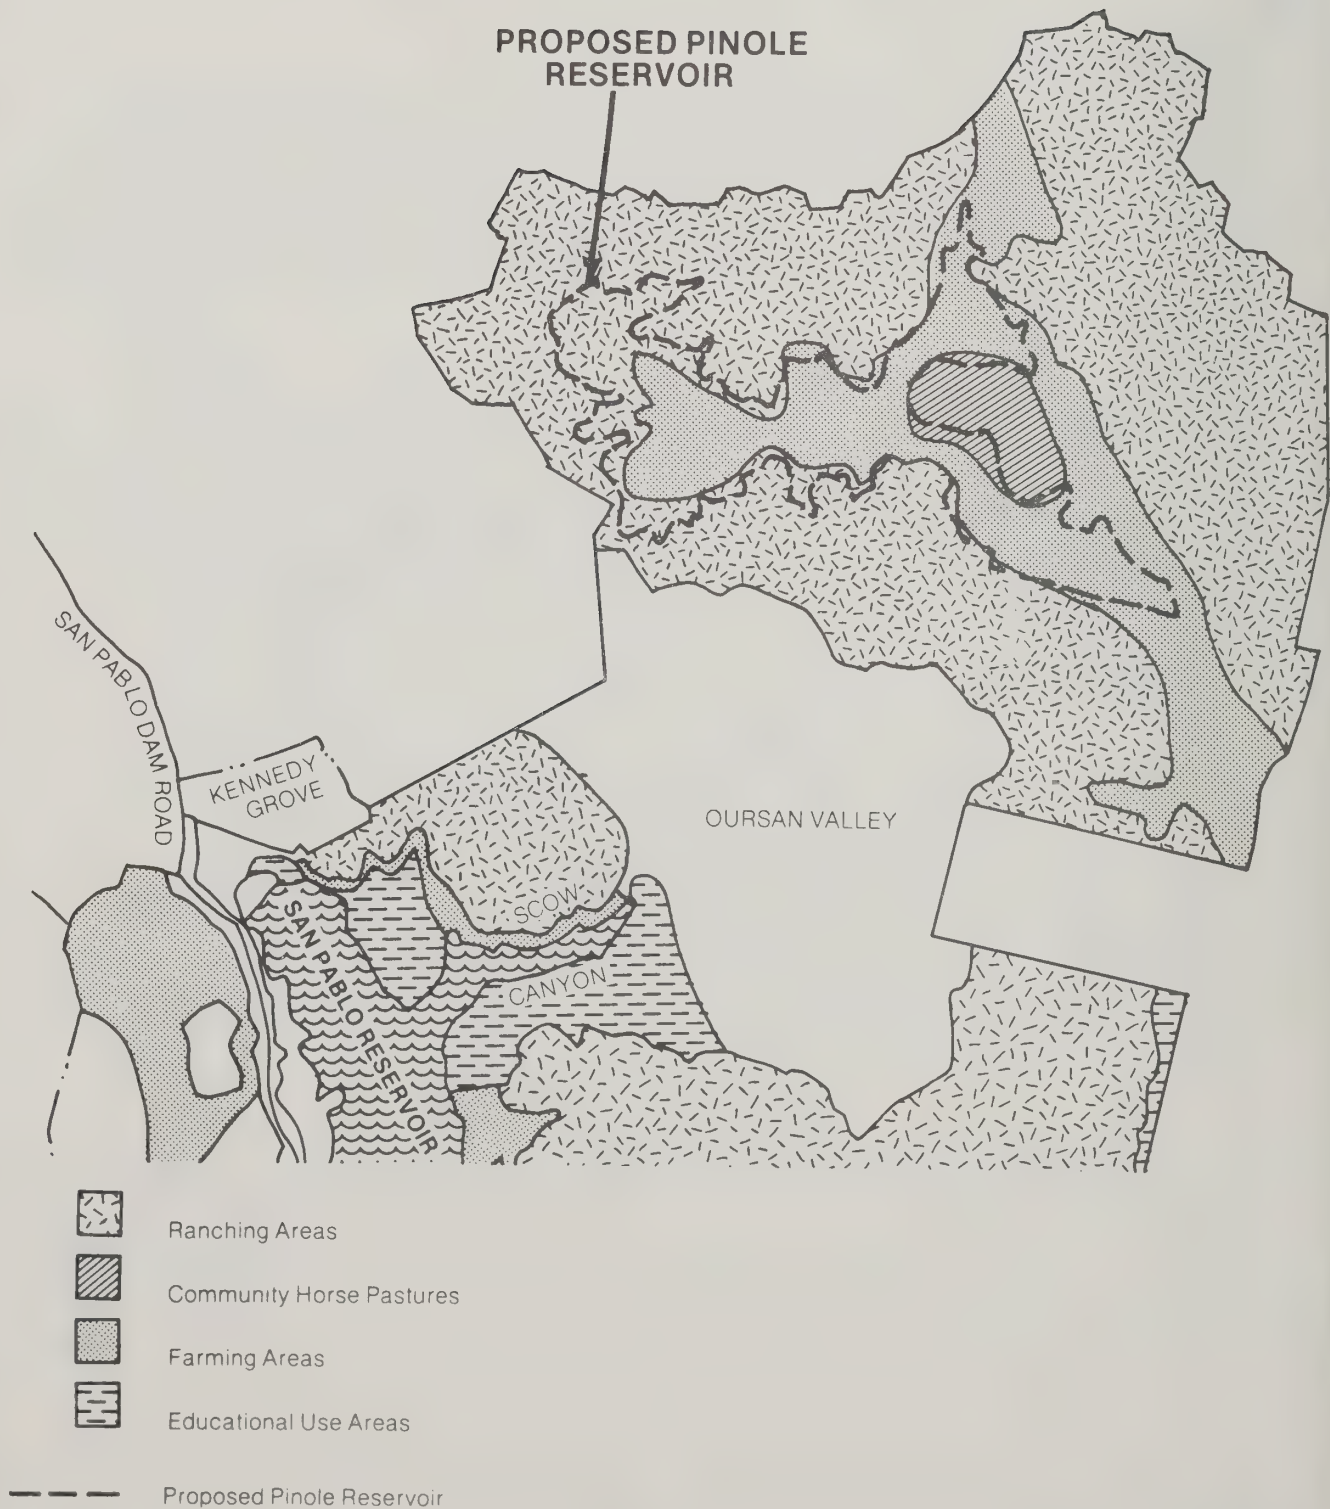 PROPOSED PINOLE
RESERVOIR
SAN PABLO DAM ROAD
KENNEDY
GROVE
OURSAN VALLEY
SCOW
CANYON
SAN PABLO RESERVOIR
Ranching Areas
Community Horse Pastures
Farming Areas
Educational Use Areas
Proposed Pinole Reservoir